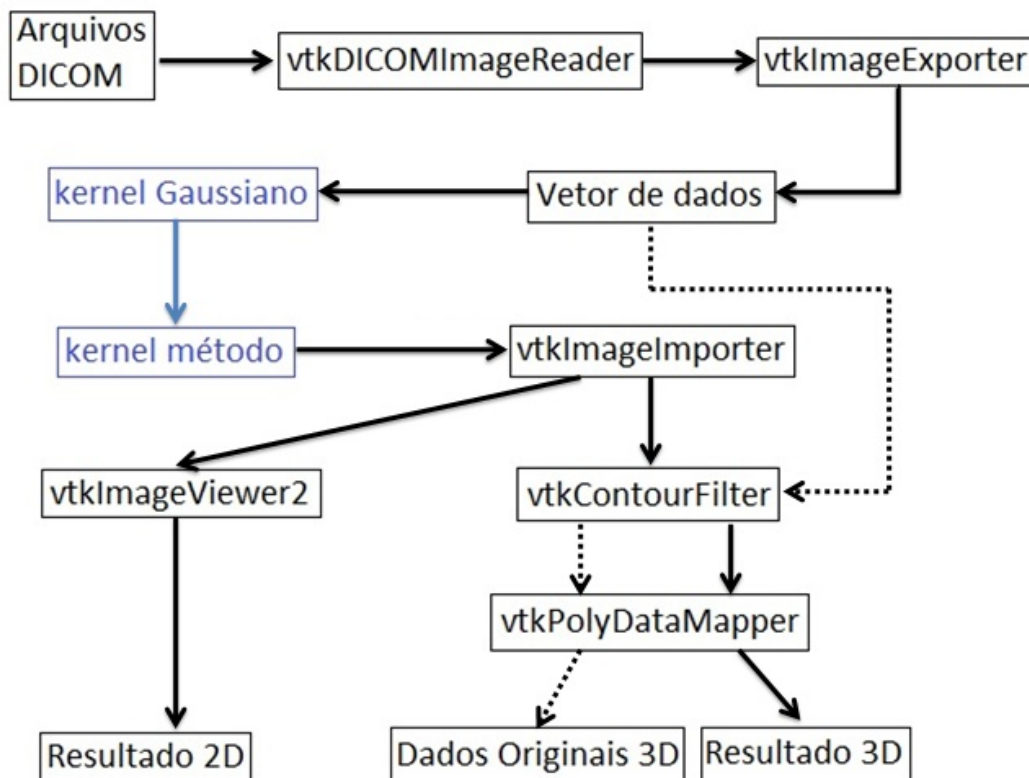 Arquivos
DICOM
vtkDICOMImageReader
vtkImageExporter
kernel Gaussiano
Vetor de dados
kernel método
vtkImageImporter
vtkImageViewer2
vtkContourFilter
vtkPolyDataMapper
Resultado 2D
Dados Originais 3D
Resultado 3D